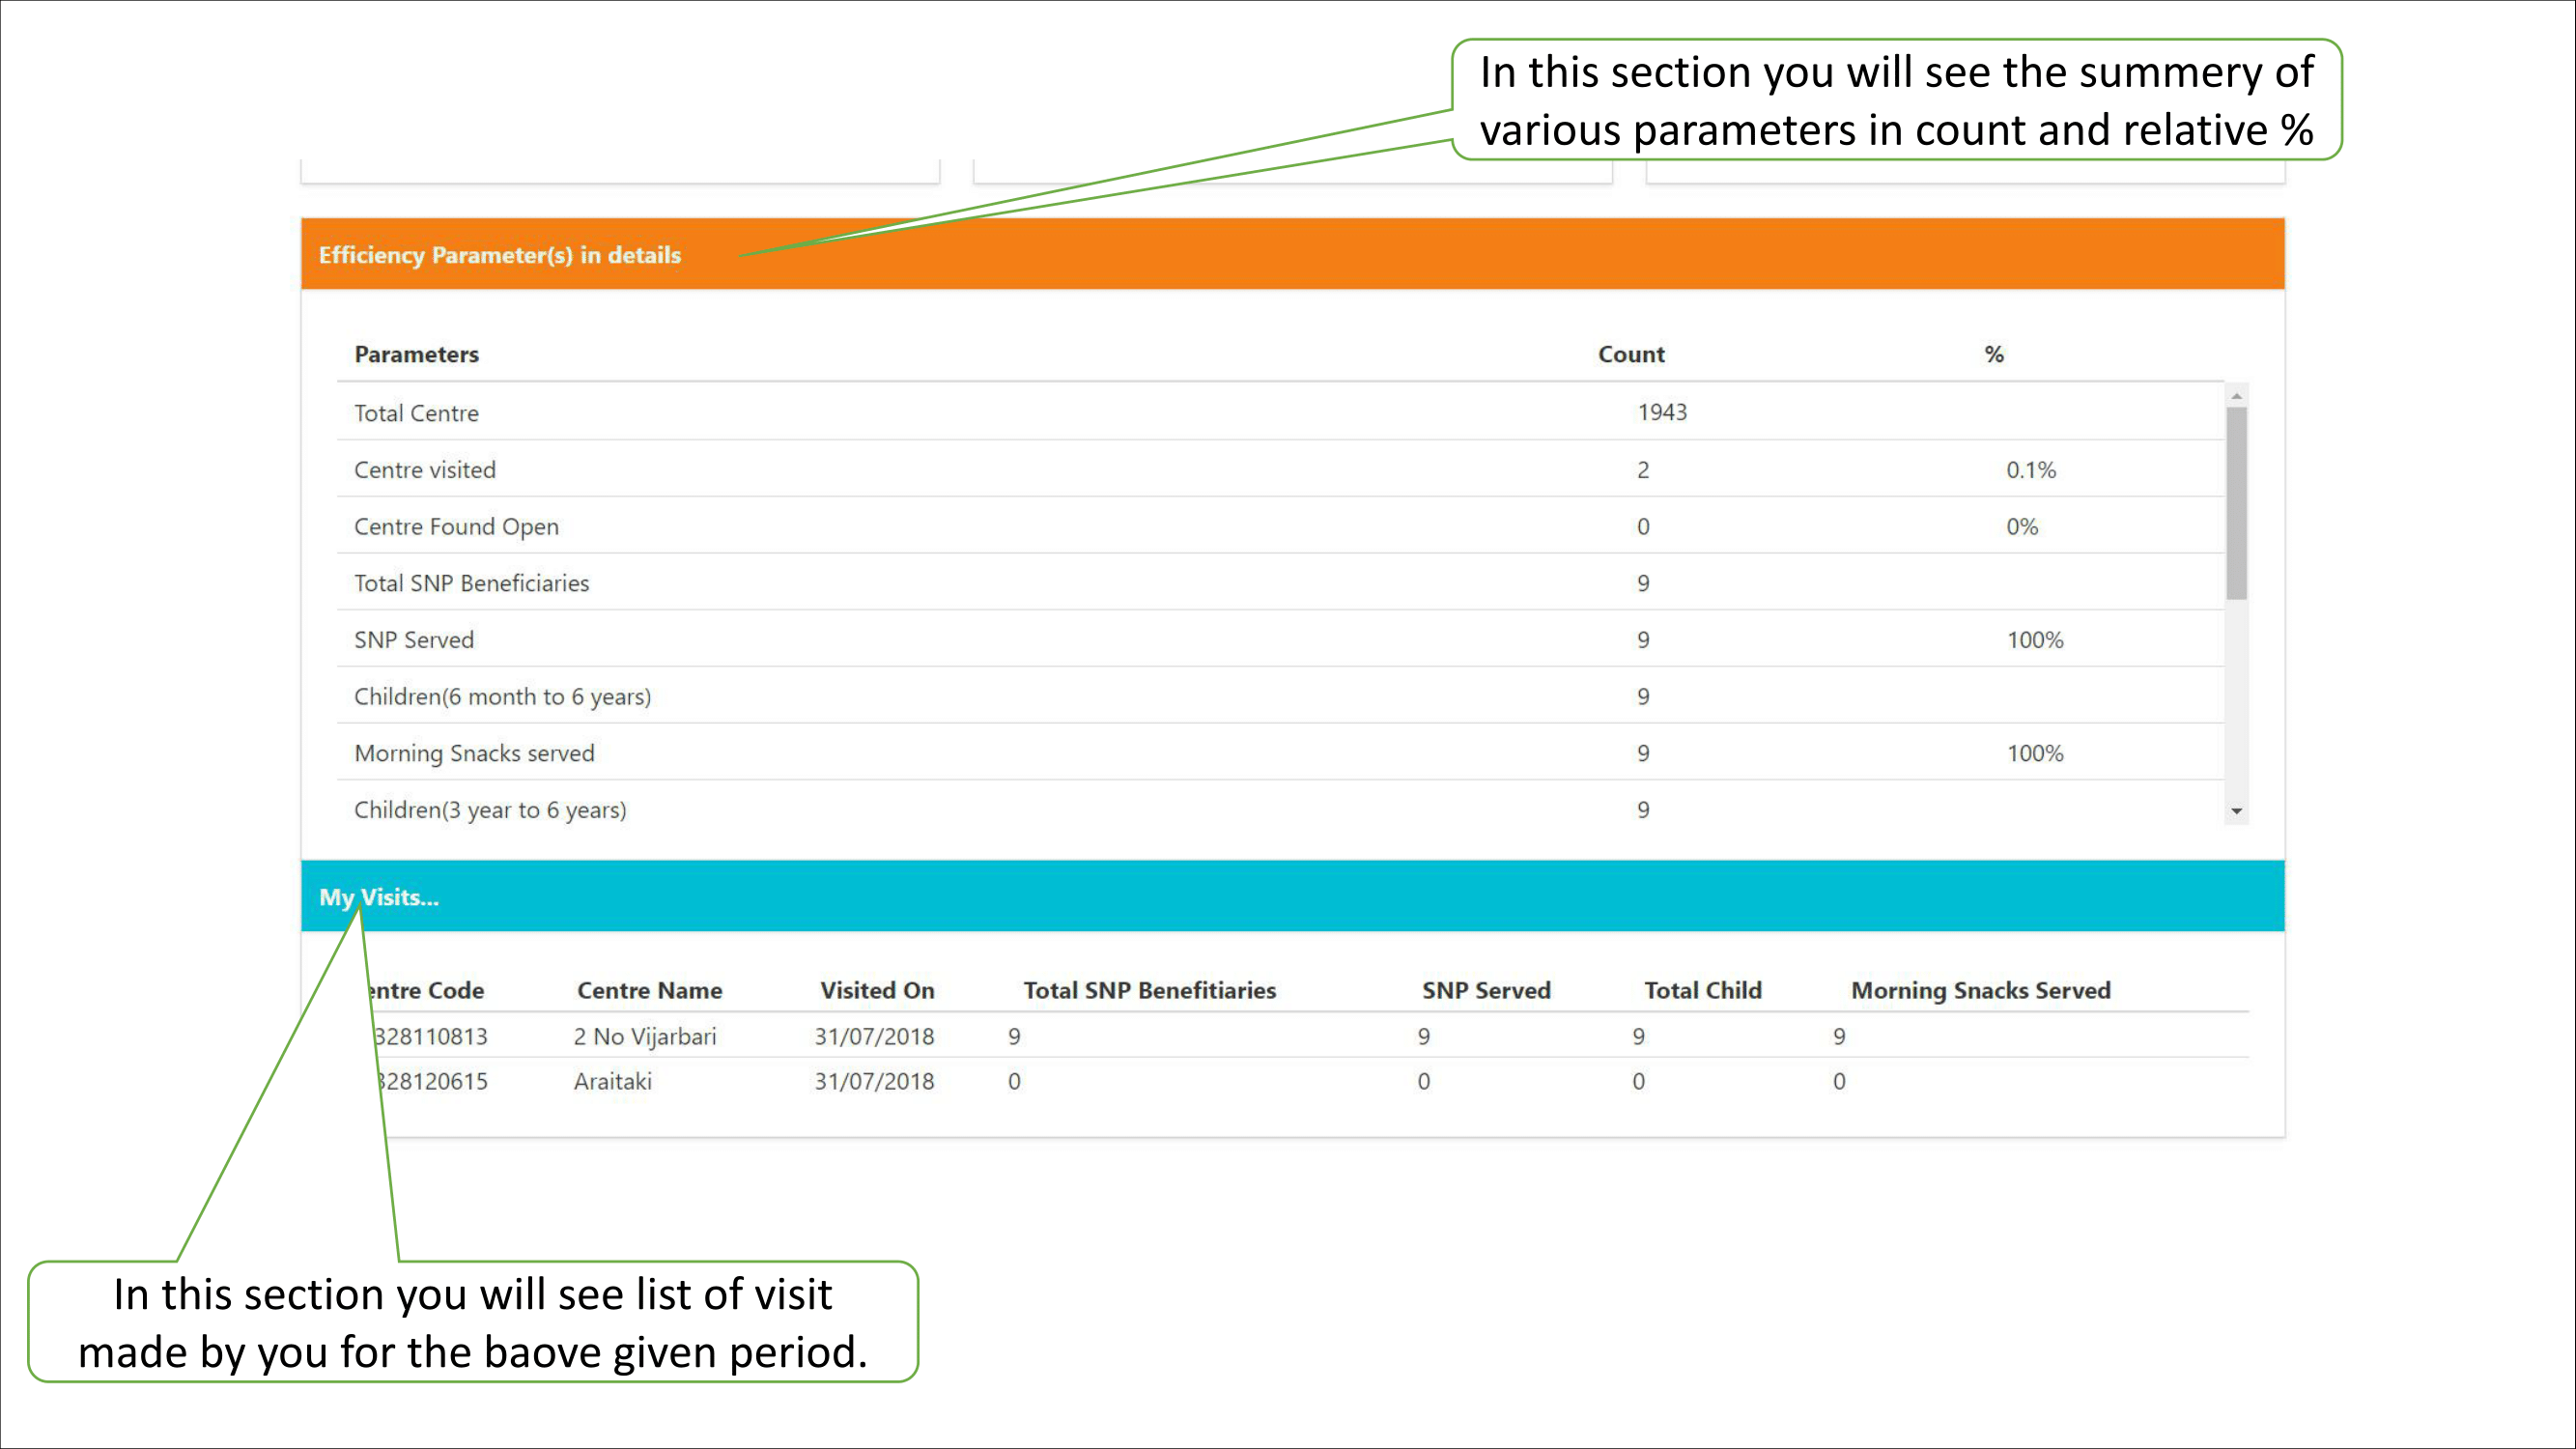 In this section you will see the summery of
various parameters in count and relative %
Efficiency Parameter(s) in details
Parameters Count %
Total Centre 1943
Centre visited 2 0.1%
Centre Found Open 0 0%
Total SNP Beneficiaries 9
SNP Served 9 100%
Children(6 month to 6 years) 9
Morning Snacks served 9 100%
Children(3 year to 6 years) 9
My Visits...
entre Code Centre Name Visited On Total SNP Benefitiaries SNP Served Total Child Morning Snacks Served
328110813 2 No Vijarbari 31/07/2018 9 9 9 9
328120615 Araitaki 31/07/2018 0 0 0 0
In this section you will see list of visit
made by you for the baove given period.